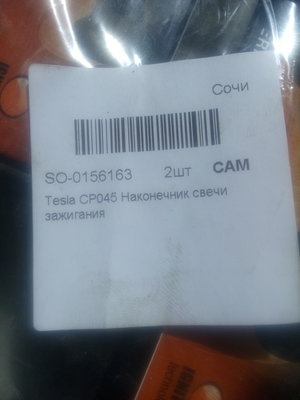 Сочи
SO-0156163 2шт САМ
Tesla CP045 Наконечник свечи
зажигания